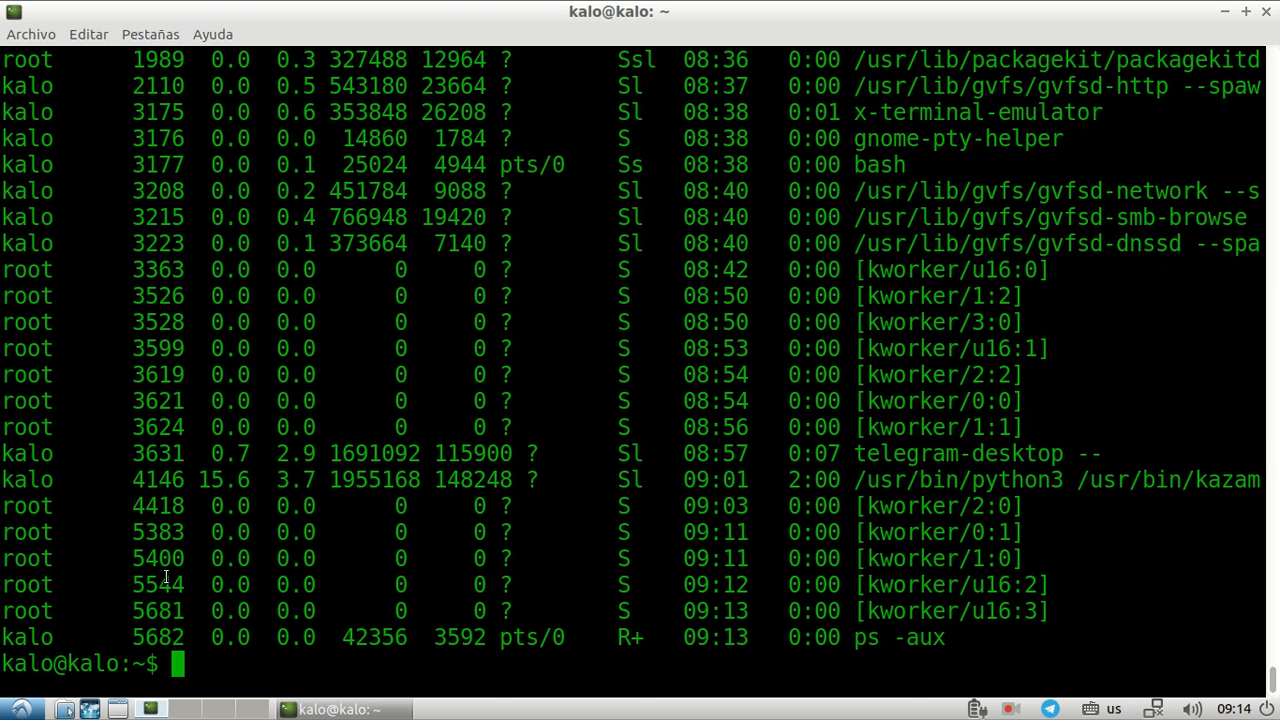 kalo@kalo: ~
Archivo Editar Pestañas Ayuda
root 1989 0.0 0.3 327488 12964 ? Ssl 08:36 0:00 /usr/lib/packagekit/packagekitd
kalo 2110 0.0 0.5 543180 23664 ? Sl 08:37 0:00 /usr/lib/gvfs/gvfsd-http --spaw
kalo 3175 0.0 0.6 353848 26208 ? Sl 08:38 0:01 x-terminal-emulator
kalo 3176 0.0 0.0 14860 1784 ? S 08:38 0:00 gnome-pty-helper
kalo 3177 0.0 0.1 25024 4944 pts/0 Ss 08:38 0:00 bash
kalo 3208 0.0 0.2 451784 9088 ? Sl 08:40 0:00 /usr/lib/gvfs/gvfsd-network --s
kalo 3215 0.0 0.4 766948 19420 ? Sl 08:40 0:00 /usr/lib/gvfs/gvfsd-smb-browse
kalo 3223 0.0 0.1 373664 7140 ? Sl 08:40 0:00 /usr/lib/gvfs/gvfsd-dnssd --spa
root 3363 0.0 0.0 0 0 ? S 08:42 0:00 [kworker/u16:0]
root 3526 0.0 0.0 0 0 ? S 08:50 0:00 [kworker/1:2]
root 3528 0.0 0.0 0 0 ? S 08:50 0:00 [kworker/3:0]
root 3599 0.0 0.0 0 0 ? S 08:53 0:00 [kworker/u16:1]
root 3619 0.0 0.0 0 0 ? S 08:54 0:00 [kworker/2:2]
root 3621 0.0 0.0 0 0 ? S 08:54 0:00 [kworker/0:0]
root 3624 0.0 0.0 0 0 ? S 08:56 0:00 [kworker/1:1]
kalo 3631 0.7 2.9 1691092 115900 ? Sl 08:57 0:07 telegram-desktop --
kalo 4146 15.6 3.7 1955168 148248 ? Sl 09:01 2:00 /usr/bin/python3 /usr/bin/kazam
root 4418 0.0 0.0 0 0 ? S 09:03 0:00 [kworker/2:0]
root 5383 0.0 0.0 0 0 ? S 09:11 0:00 [kworker/0:1]
root 5400 0.0 0.0 0 0 ? S 09:11 0:00 [kworker/1:0]
root 5544 0.0 0.0 0 0 ? S 09:12 0:00 [kworker/u16:2]
root 5681 0.0 0.0 0 0 ? S 09:13 0:00 [kworker/u16:3]
kalo 5682 0.0 0.0 42356 3592 pts/0 R+ 09:13 0:00 ps -aux
kalo@kalo:~$
kalo@kalo: ~ us 09:14